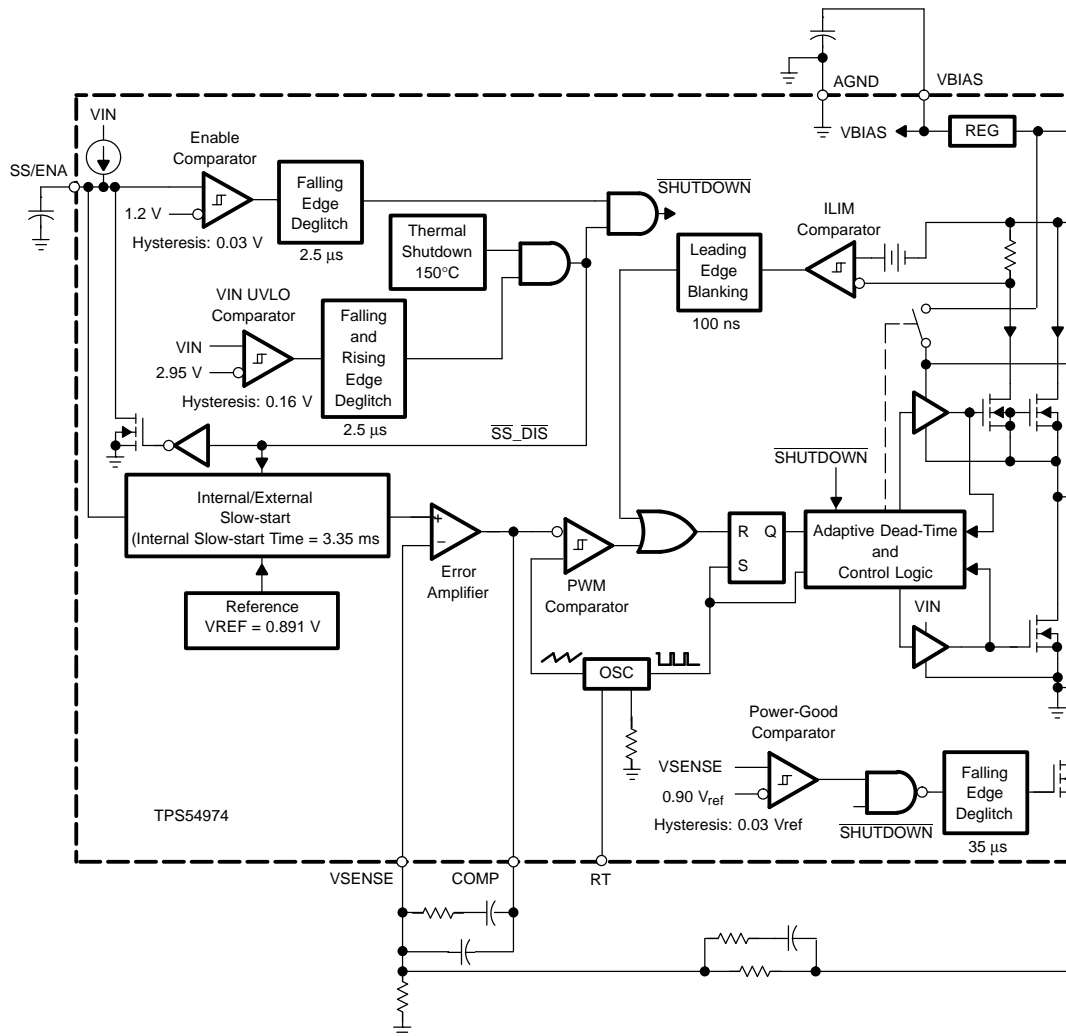 AGND
VBIAS
VIN
Enable
Comparator
VBIAS
REG
SS/ENA
Falling
Edge
Deglitch
SHUTDOWN
1.2 V
Hysteresis: 0.03 V
2.5 μs
Thermal
Shutdown
150°C
ILIM
Comparator
Leading
Edge
Blanking
100 ns
VIN UVLO
Comparator
Falling
and
Rising
Edge
Deglitch
VIN
2.95 V
Hysteresis: 0.16 V
2.5 μs
SS_DIS
SHUTDOWN
Internal/External
Slow-start
(Internal Slow-start Time = 3.35 ms
Reference
VREF = 0.891 V
+
−
Error
Amplifier
PWM
Comparator
R Q
S
Adaptive Dead-Time
and
Control Logic
VIN
OSC
Power-Good
Comparator
VSENSE
0.90 Vref
Hysteresis: 0.03 Vref
SHUTDOWN
Falling
Edge
Deglitch
35 μs
TPS54974
VSENSE
COMP
RT